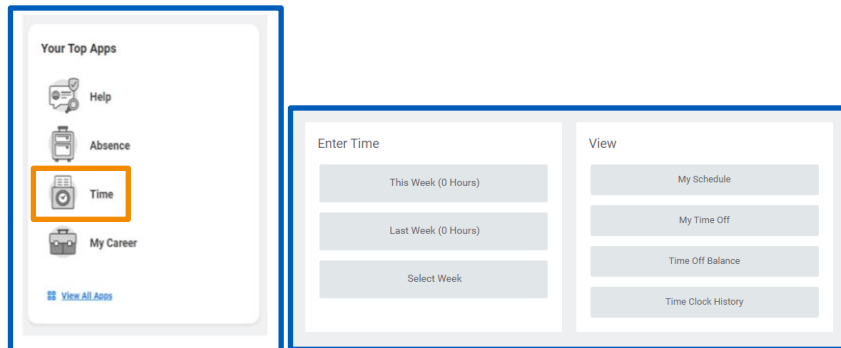 Your Top Apps
Help
Absence
Time
My Career
View All Apps
Enter Time
This Week (0 Hours)
Last Week (0 Hours)
Select Week
View
My Schedule
My Time Off
Time Off Balance
Time Clock History